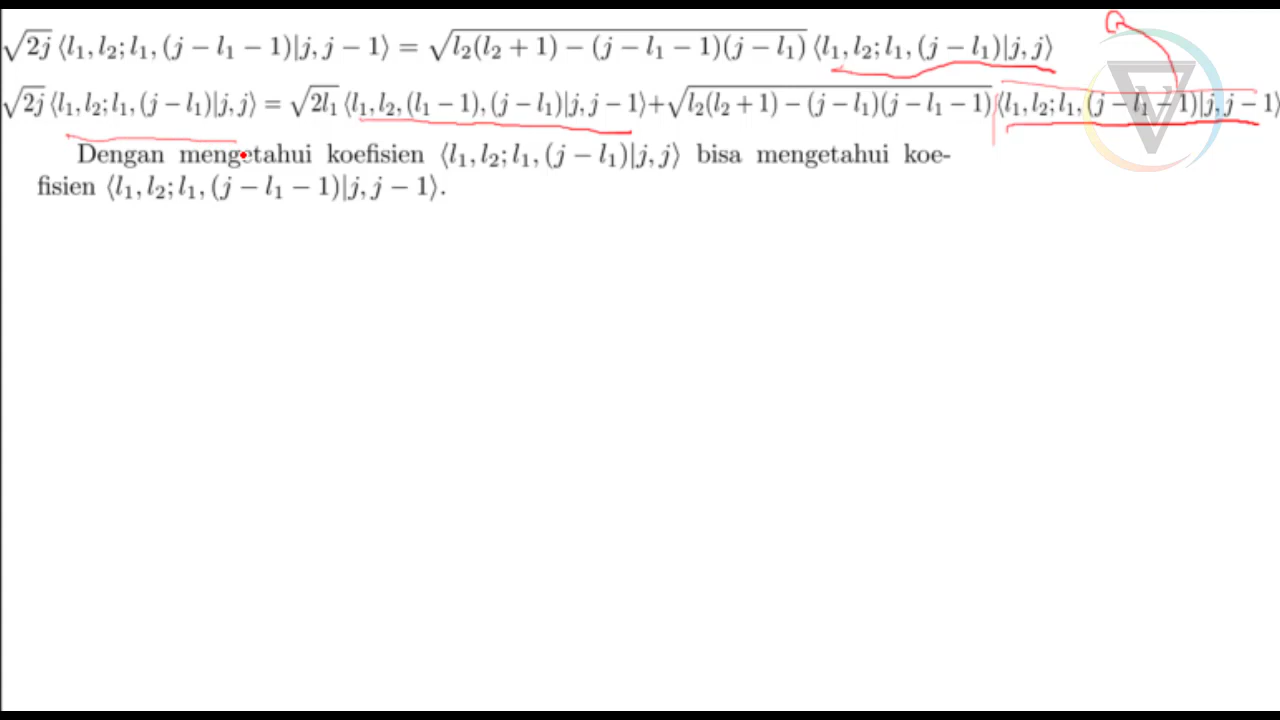 √2j ⟨l₁, l₂; l₁, (j − l₁ − 1)|j, j − 1⟩ = √l₂(l₂ + 1) − (j − l₁ − 1)(j − l₁) ⟨l₁, l₂; l₁, (j − l₁)|j, j⟩
√2j ⟨l₁, l₂; l₁, (j − l₁)|j, j⟩ = √2l₁ ⟨l₁, l₂, (l₁ − 1), (j − l₁)|j, j − 1⟩+√l₂(l₂ + 1) − (j − l₁)(j − l₁ − 1) ⟨l₁, l₂; l₁, (j − l₁ − 1)|j, j − 1⟩
Dengan mengetahui koefisien ⟨l₁, l₂; l₁, (j − l₁)|j, j⟩ bisa mengetahui koe-
fisien ⟨l₁, l₂; l₁, (j − l₁ − 1)|j, j − 1⟩.